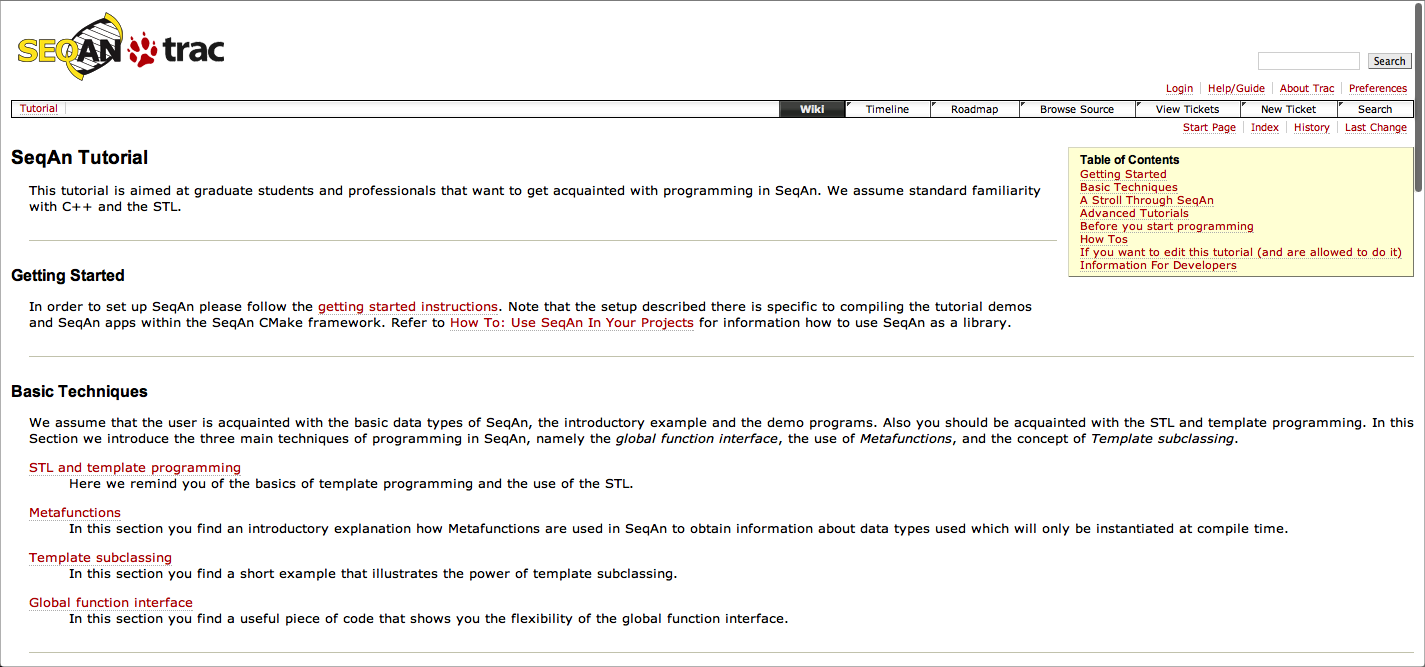 SEQAN trac
Search
Login Help/Guide About Trac Preferences
Tutorial Wiki Timeline Roadmap Browse Source View Tickets New Ticket Search
Start Page Index History Last Change
SeqAn Tutorial
This tutorial is aimed at graduate students and professionals that want to get acquainted with programming in SeqAn. We assume standard familiarity
with C++ and the STL.
Table of Contents
Getting Started
Basic Techniques
A Stroll Through SeqAn
Advanced Tutorials
Before you start programming
How Tos
If you want to edit this tutorial (and are allowed to do it)
Information For Developers
Getting Started
In order to set up SeqAn please follow the getting started instructions. Note that the setup described there is specific to compiling the tutorial demos
and SeqAn apps within the SeqAn CMake framework. Refer to How To: Use SeqAn In Your Projects for information how to use SeqAn as a library.
Basic Techniques
We assume that the user is acquainted with the basic data types of SeqAn, the introductory example and the demo programs. Also you should be acquainted with the STL and template programming. In this
Section we introduce the three main techniques of programming in SeqAn, namely the global function interface, the use of Metafunctions, and the concept of Template subclassing.
STL and template programming
Here we remind you of the basics of template programming and the use of the STL.
Metafunctions
In this section you find an introductory explanation how Metafunctions are used in SeqAn to obtain information about data types used which will only be instantiated at compile time.
Template subclassing
In this section you find a short example that illustrates the power of template subclassing.
Global function interface
In this section you find a useful piece of code that shows you the flexibility of the global function interface.